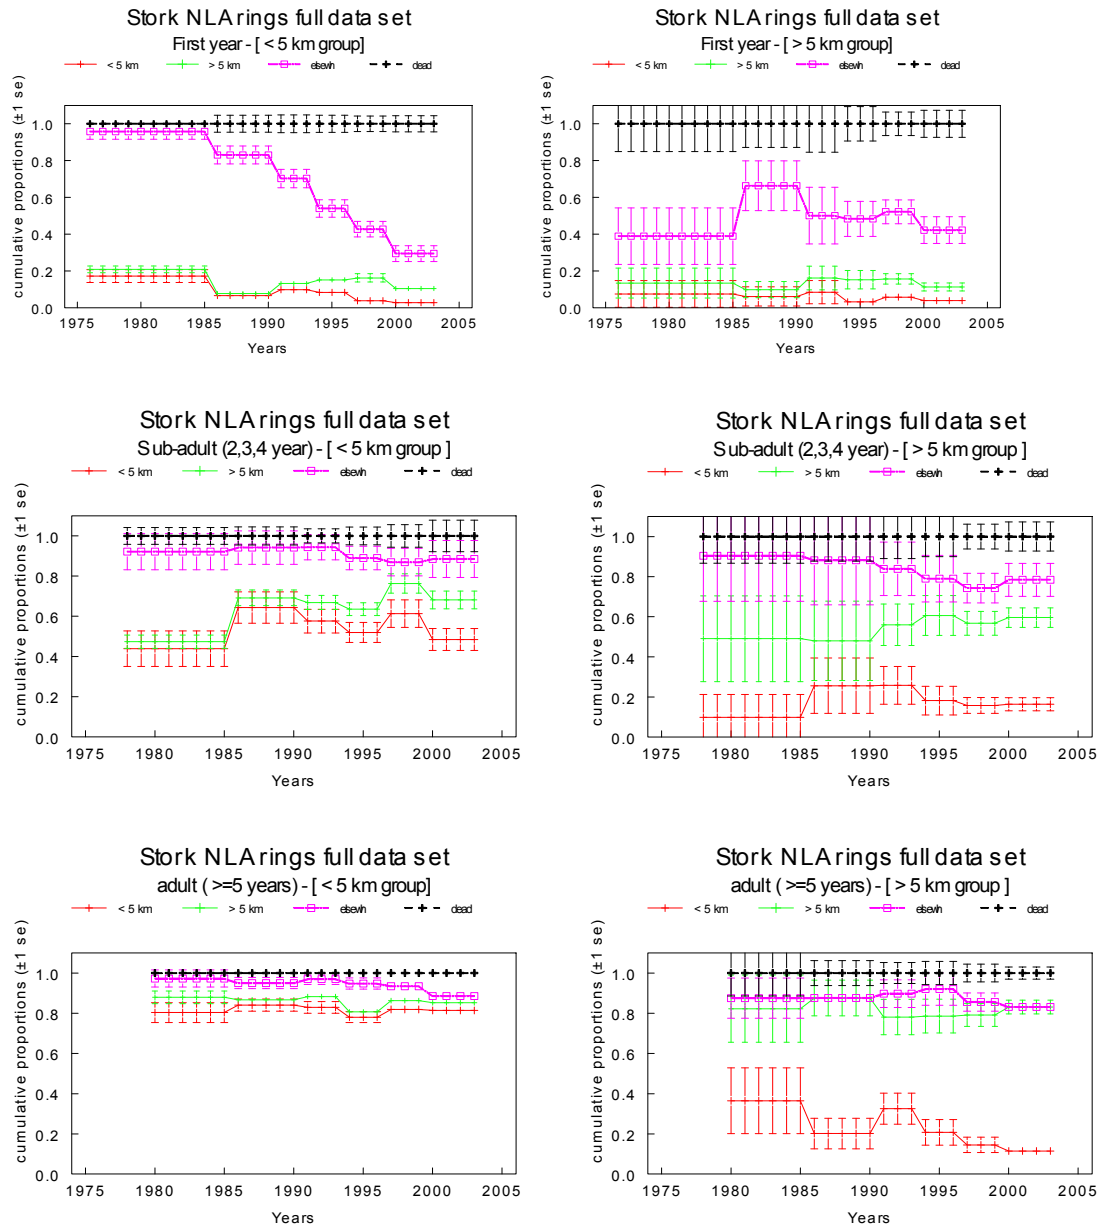 Stork NLA rings full data set
First year - [ < 5 km group]
< 5 km > 5 km elsewh dead
cumulative proportions (±1 se)
1.0
0.8
0.6
0.4
0.2
0.0
1975 1980 1985 1990 1995 2000 2005
Years
Stork NLA rings full data set
First year - [ > 5 km group]
< 5 km > 5 km elsewh dead
cumulative proportions (±1 se)
1.0
0.8
0.6
0.4
0.2
0.0
1975 1980 1985 1990 1995 2000 2005
Years
Stork NLA rings full data set
Sub-adult (2,3,4 year) - [ < 5 km group ]
< 5 km > 5 km elsewh dead
cumulative proportions (±1 se)
1.0
0.8
0.6
0.4
0.2
0.0
1975 1980 1985 1990 1995 2000 2005
Years
Stork NLA rings full data set
Sub-adult (2,3,4 year) - [ > 5 km group ]
< 5 km > 5 km elsewh dead
cumulative proportions (±1 se)
1.0
0.8
0.6
0.4
0.2
0.0
1975 1980 1985 1990 1995 2000 2005
Years
Stork NLA rings full data set
adult ( >=5 years) - [ < 5 km group]
< 5 km > 5 km elsewh dead
cumulative proportions (±1 se)
1.0
0.8
0.6
0.4
0.2
0.0
1975 1980 1985 1990 1995 2000 2005
Years
Stork NLA rings full data set
adult ( >=5 years) - [ > 5 km group ]
< 5 km > 5 km elsewh dead
cumulative proportions (±1 se)
1.0
0.8
0.6
0.4
0.2
0.0
1975 1980 1985 1990 1995 2000 2005
Years